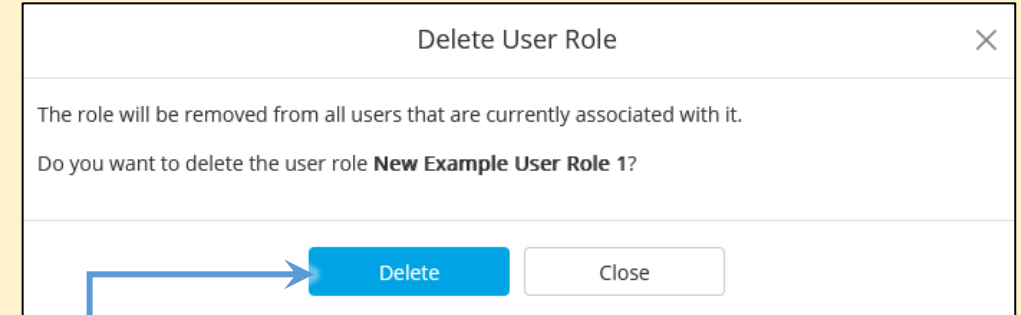 Delete User Role
The role will be removed from all users that are currently associated with it.
Do you want to delete the user role New Example User Role 1?
Delete
Close